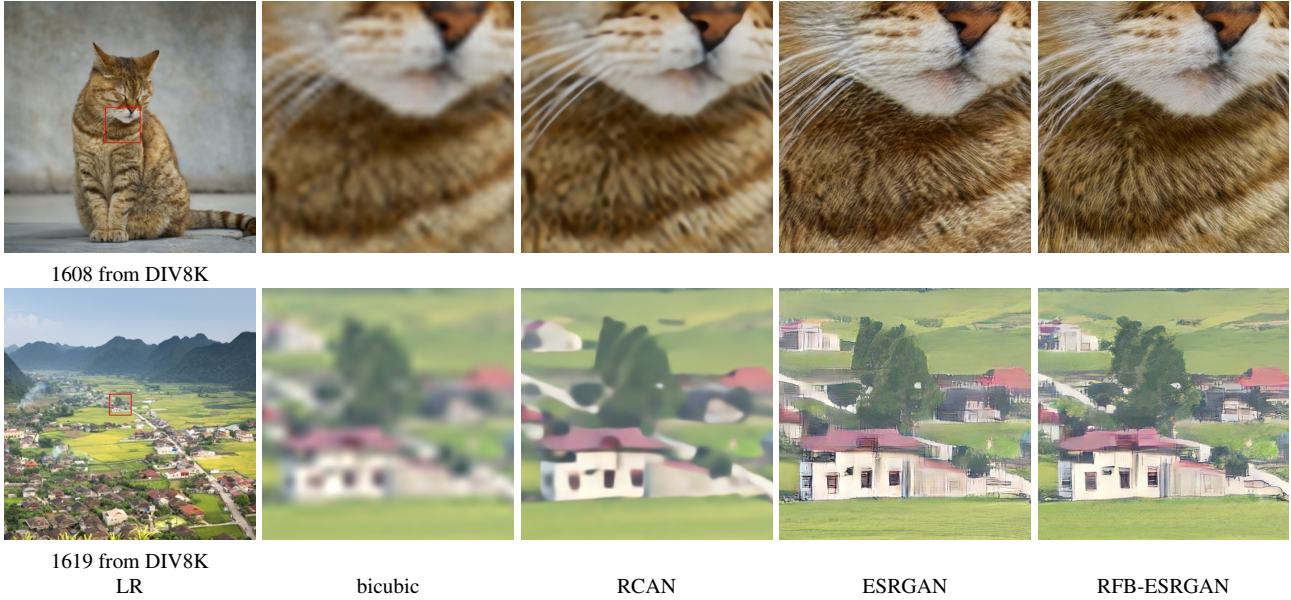 1608 from DIV8K
1619 from DIV8K
LR bicubic RCAN ESRGAN RFB-ESRGAN